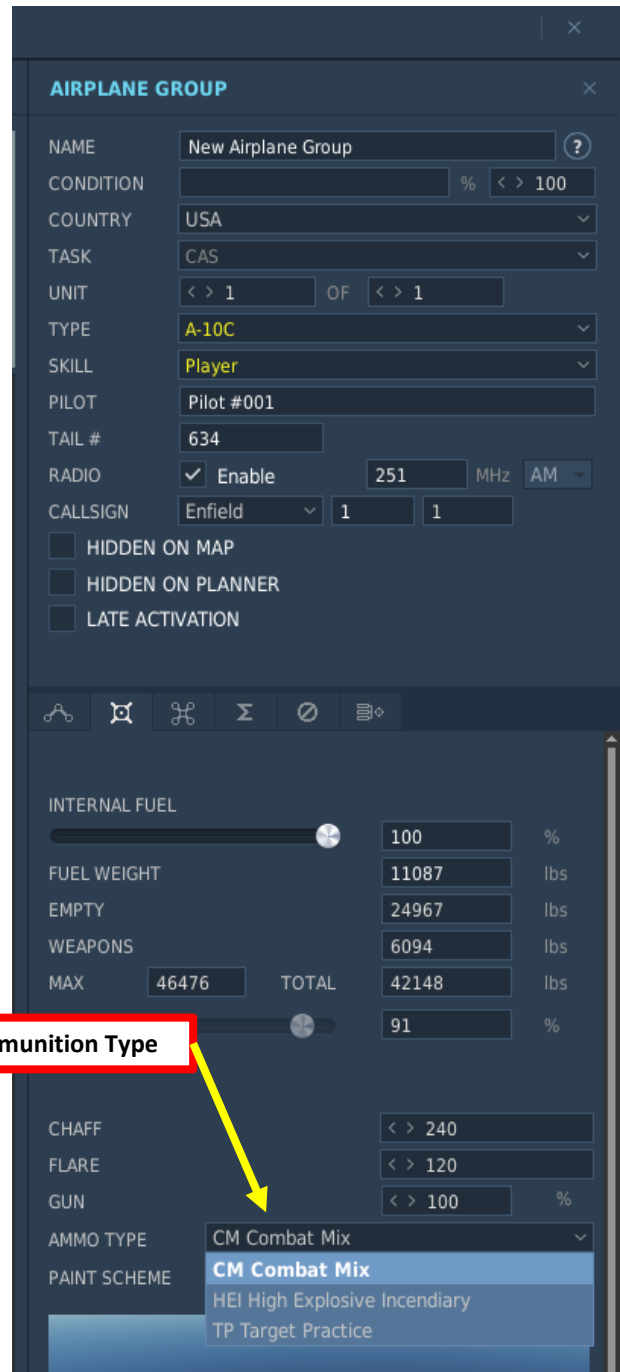 AIRPLANE GROUP
NAME New Airplane Group ?
CONDITION % < > 100
COUNTRY USA
TASK CAS
UNIT < > 1 OF < > 1
TYPE A-10C
SKILL Player
PILOT Pilot #001
TAIL # 634
RADIO Enable 251 MHz AM
CALLSIGN Enfield 1 1
HIDDEN ON MAP
HIDDEN ON PLANNER
LATE ACTIVATION
INTERNAL FUEL
100 %
FUEL WEIGHT 11087 lbs
EMPTY 24967 lbs
WEAPONS 6094 lbs
MAX 46476 TOTAL 42148 lbs
91 %
munition Type
CHAFF < > 240
FLARE < > 120
GUN < > 100 %
AMMO TYPE CM Combat Mix
PAINT SCHEME CM Combat Mix
HEI High Explosive Incendiary
TP Target Practice